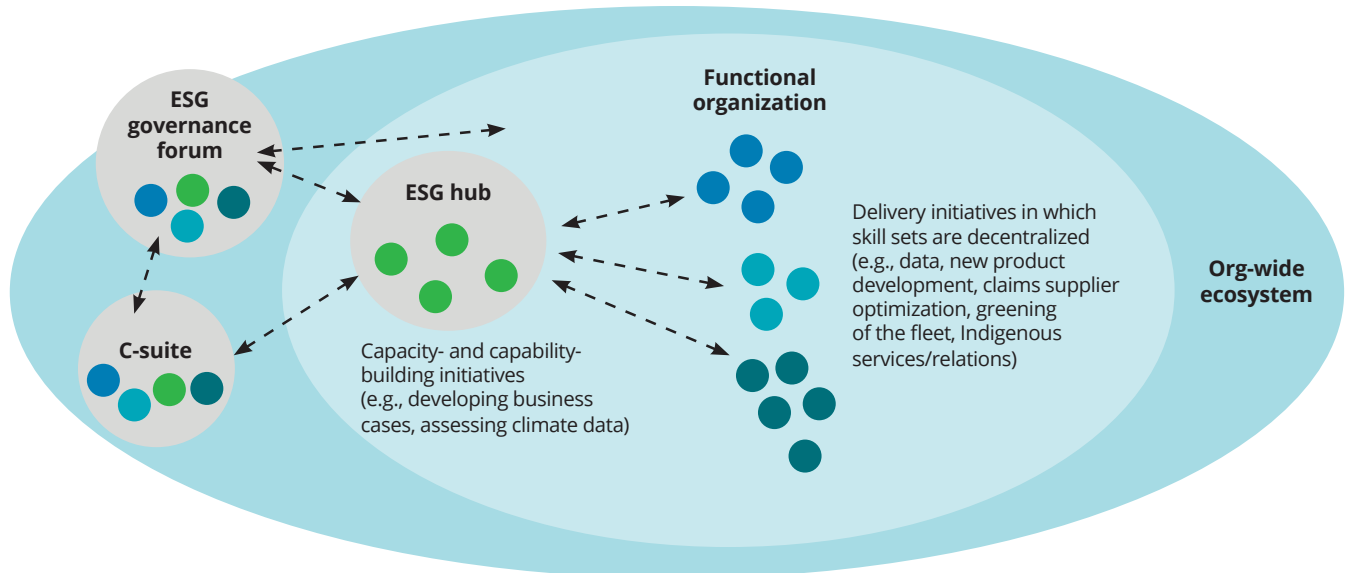 ESG
governance
forum
C-suite
ESG hub
Capacity- and capability-
building initiatives
(e.g., developing business
cases, assessing climate data)
Functional
organization
Delivery initiatives in which
skill sets are decentralized
(e.g., data, new product
development, claims supplier
optimization, greening
of the fleet, Indigenous
services/relations)
Org-wide
ecosystem